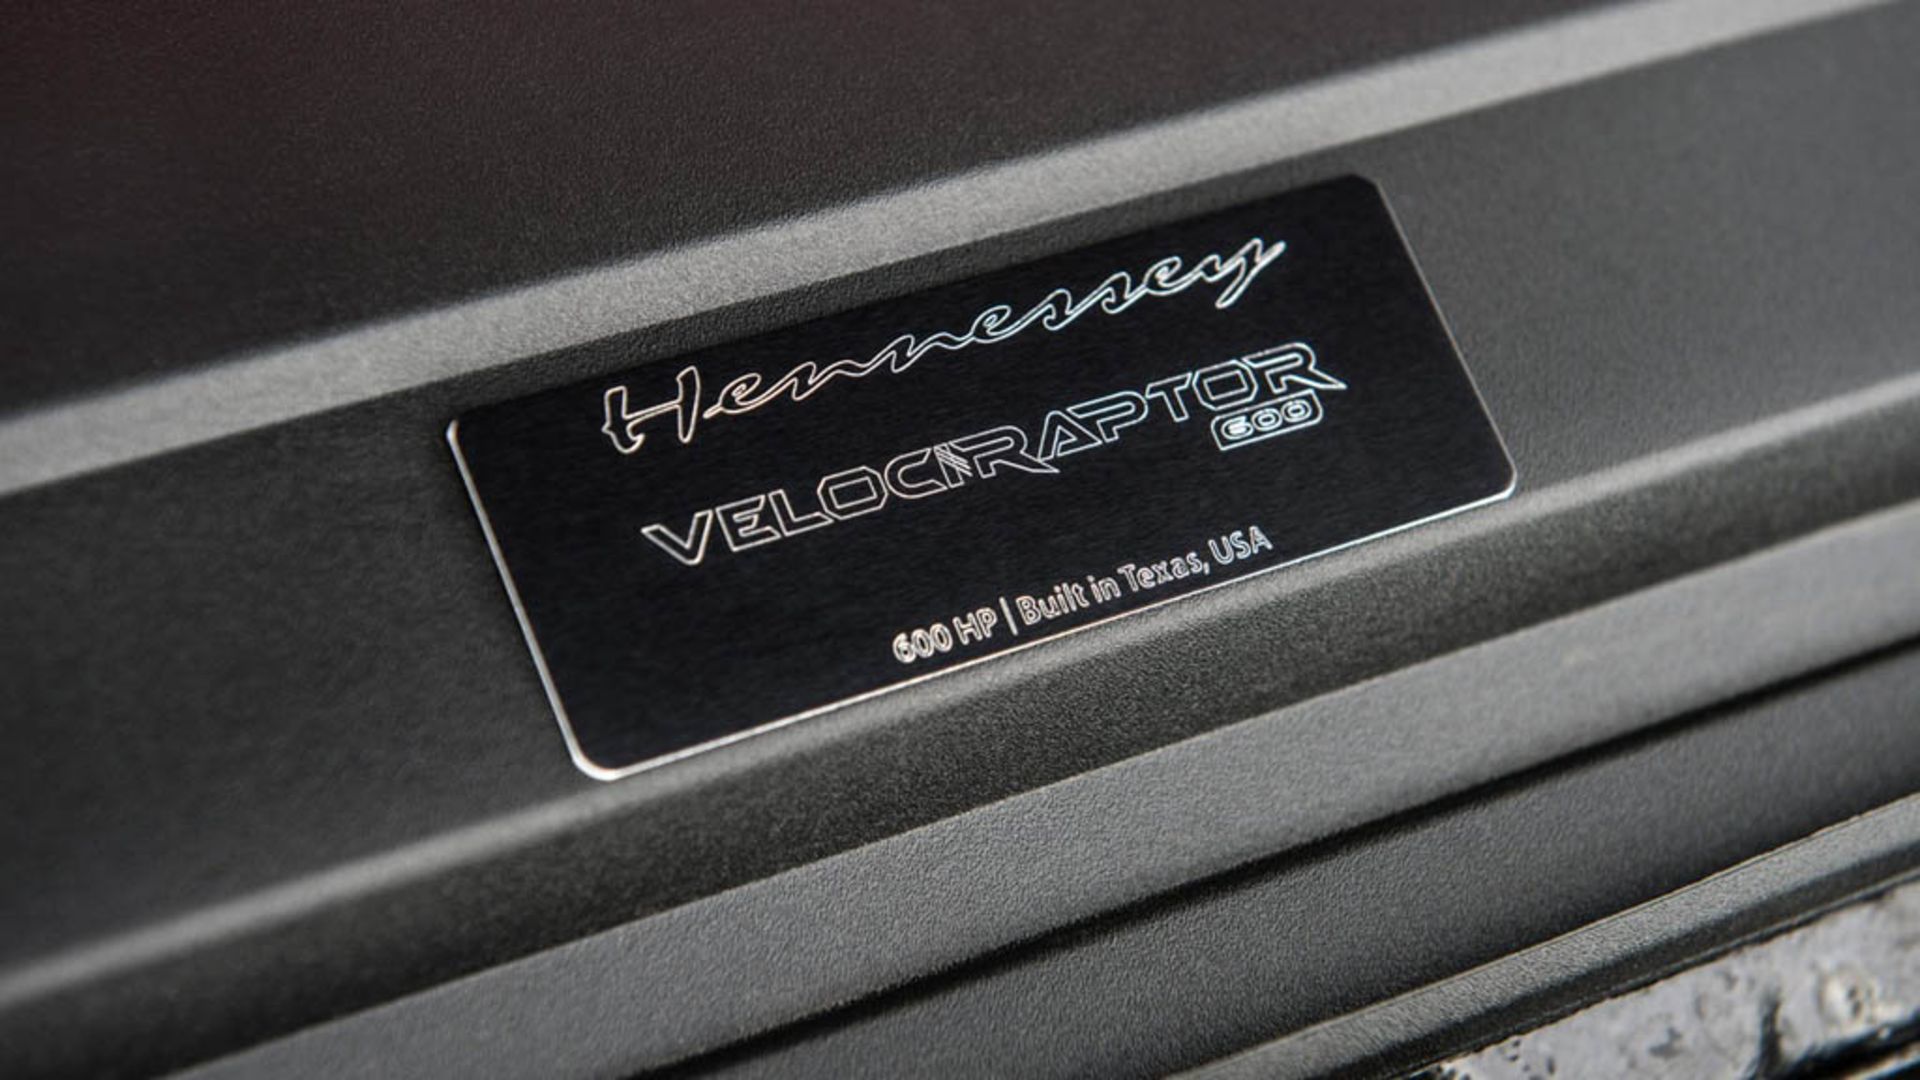 Hennessey
VELOCIRAPTOR
600
600 HP | Built in Texas, USA